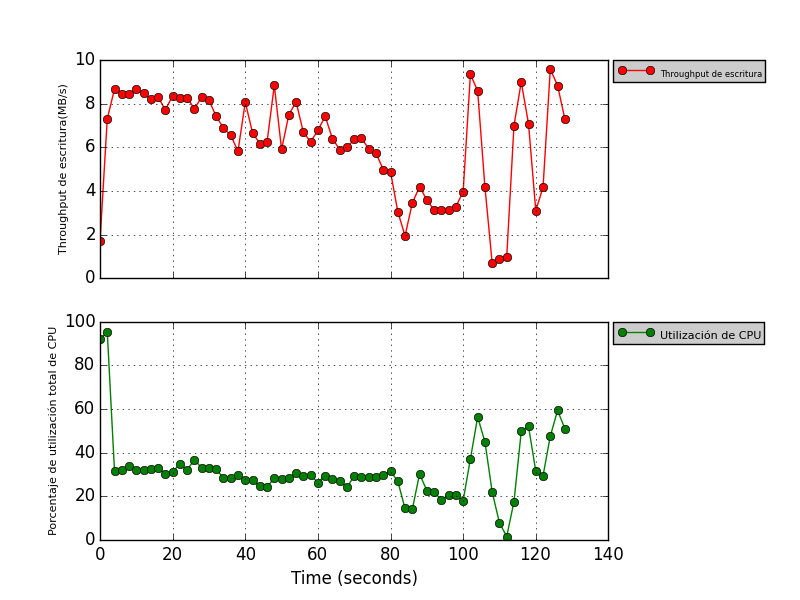 10
8
6
4
2
0
Throughput de escritura(MB/s)
Throughput de escritura
100
80
60
40
20
0
Porcentaje de utilización total de CPU
Utilización de CPU
0 20 40 60 80 100 120 140
Time (seconds)